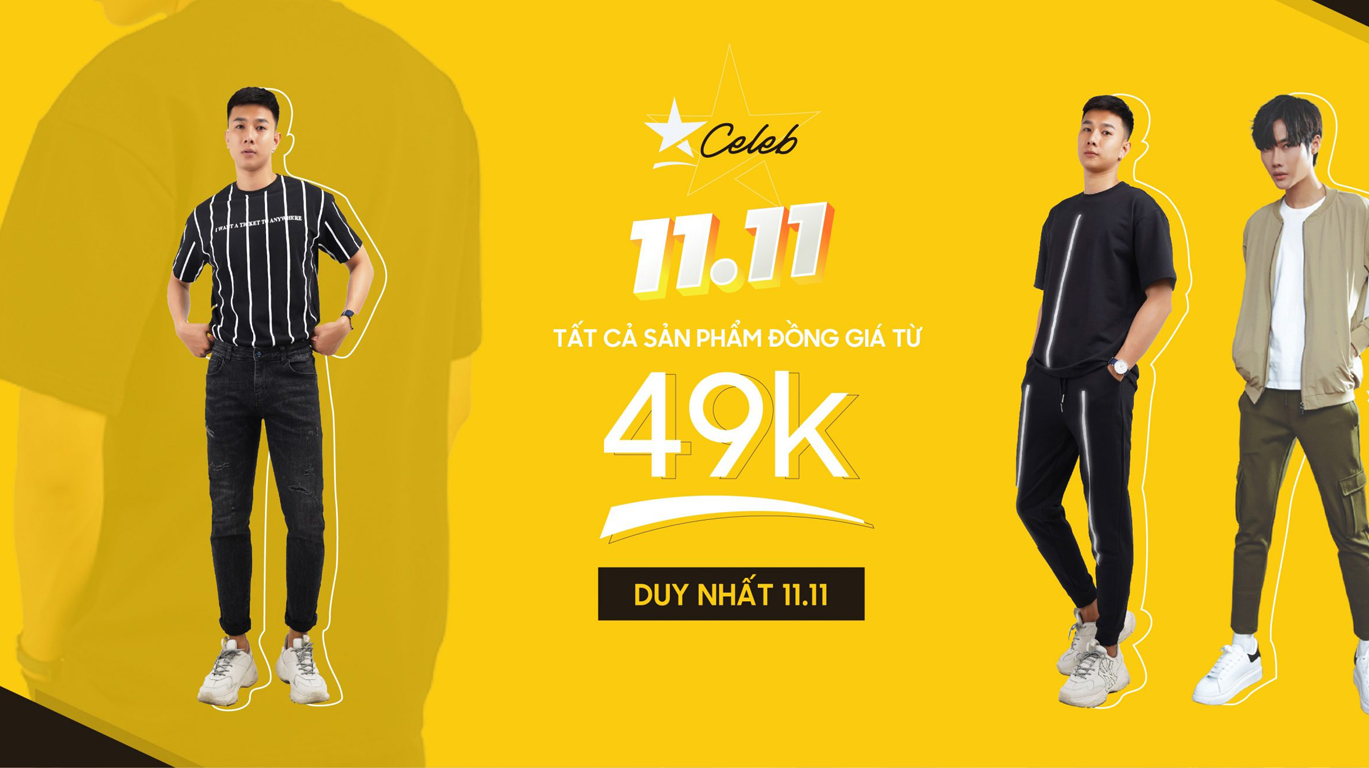 Celeb
11.11
TẤT CẢ SẢN PHẨM ĐỒNG GIÁ TỪ
49k
DUY NHẤT 11.11
I WANT A TICKET TO ANYWHERE